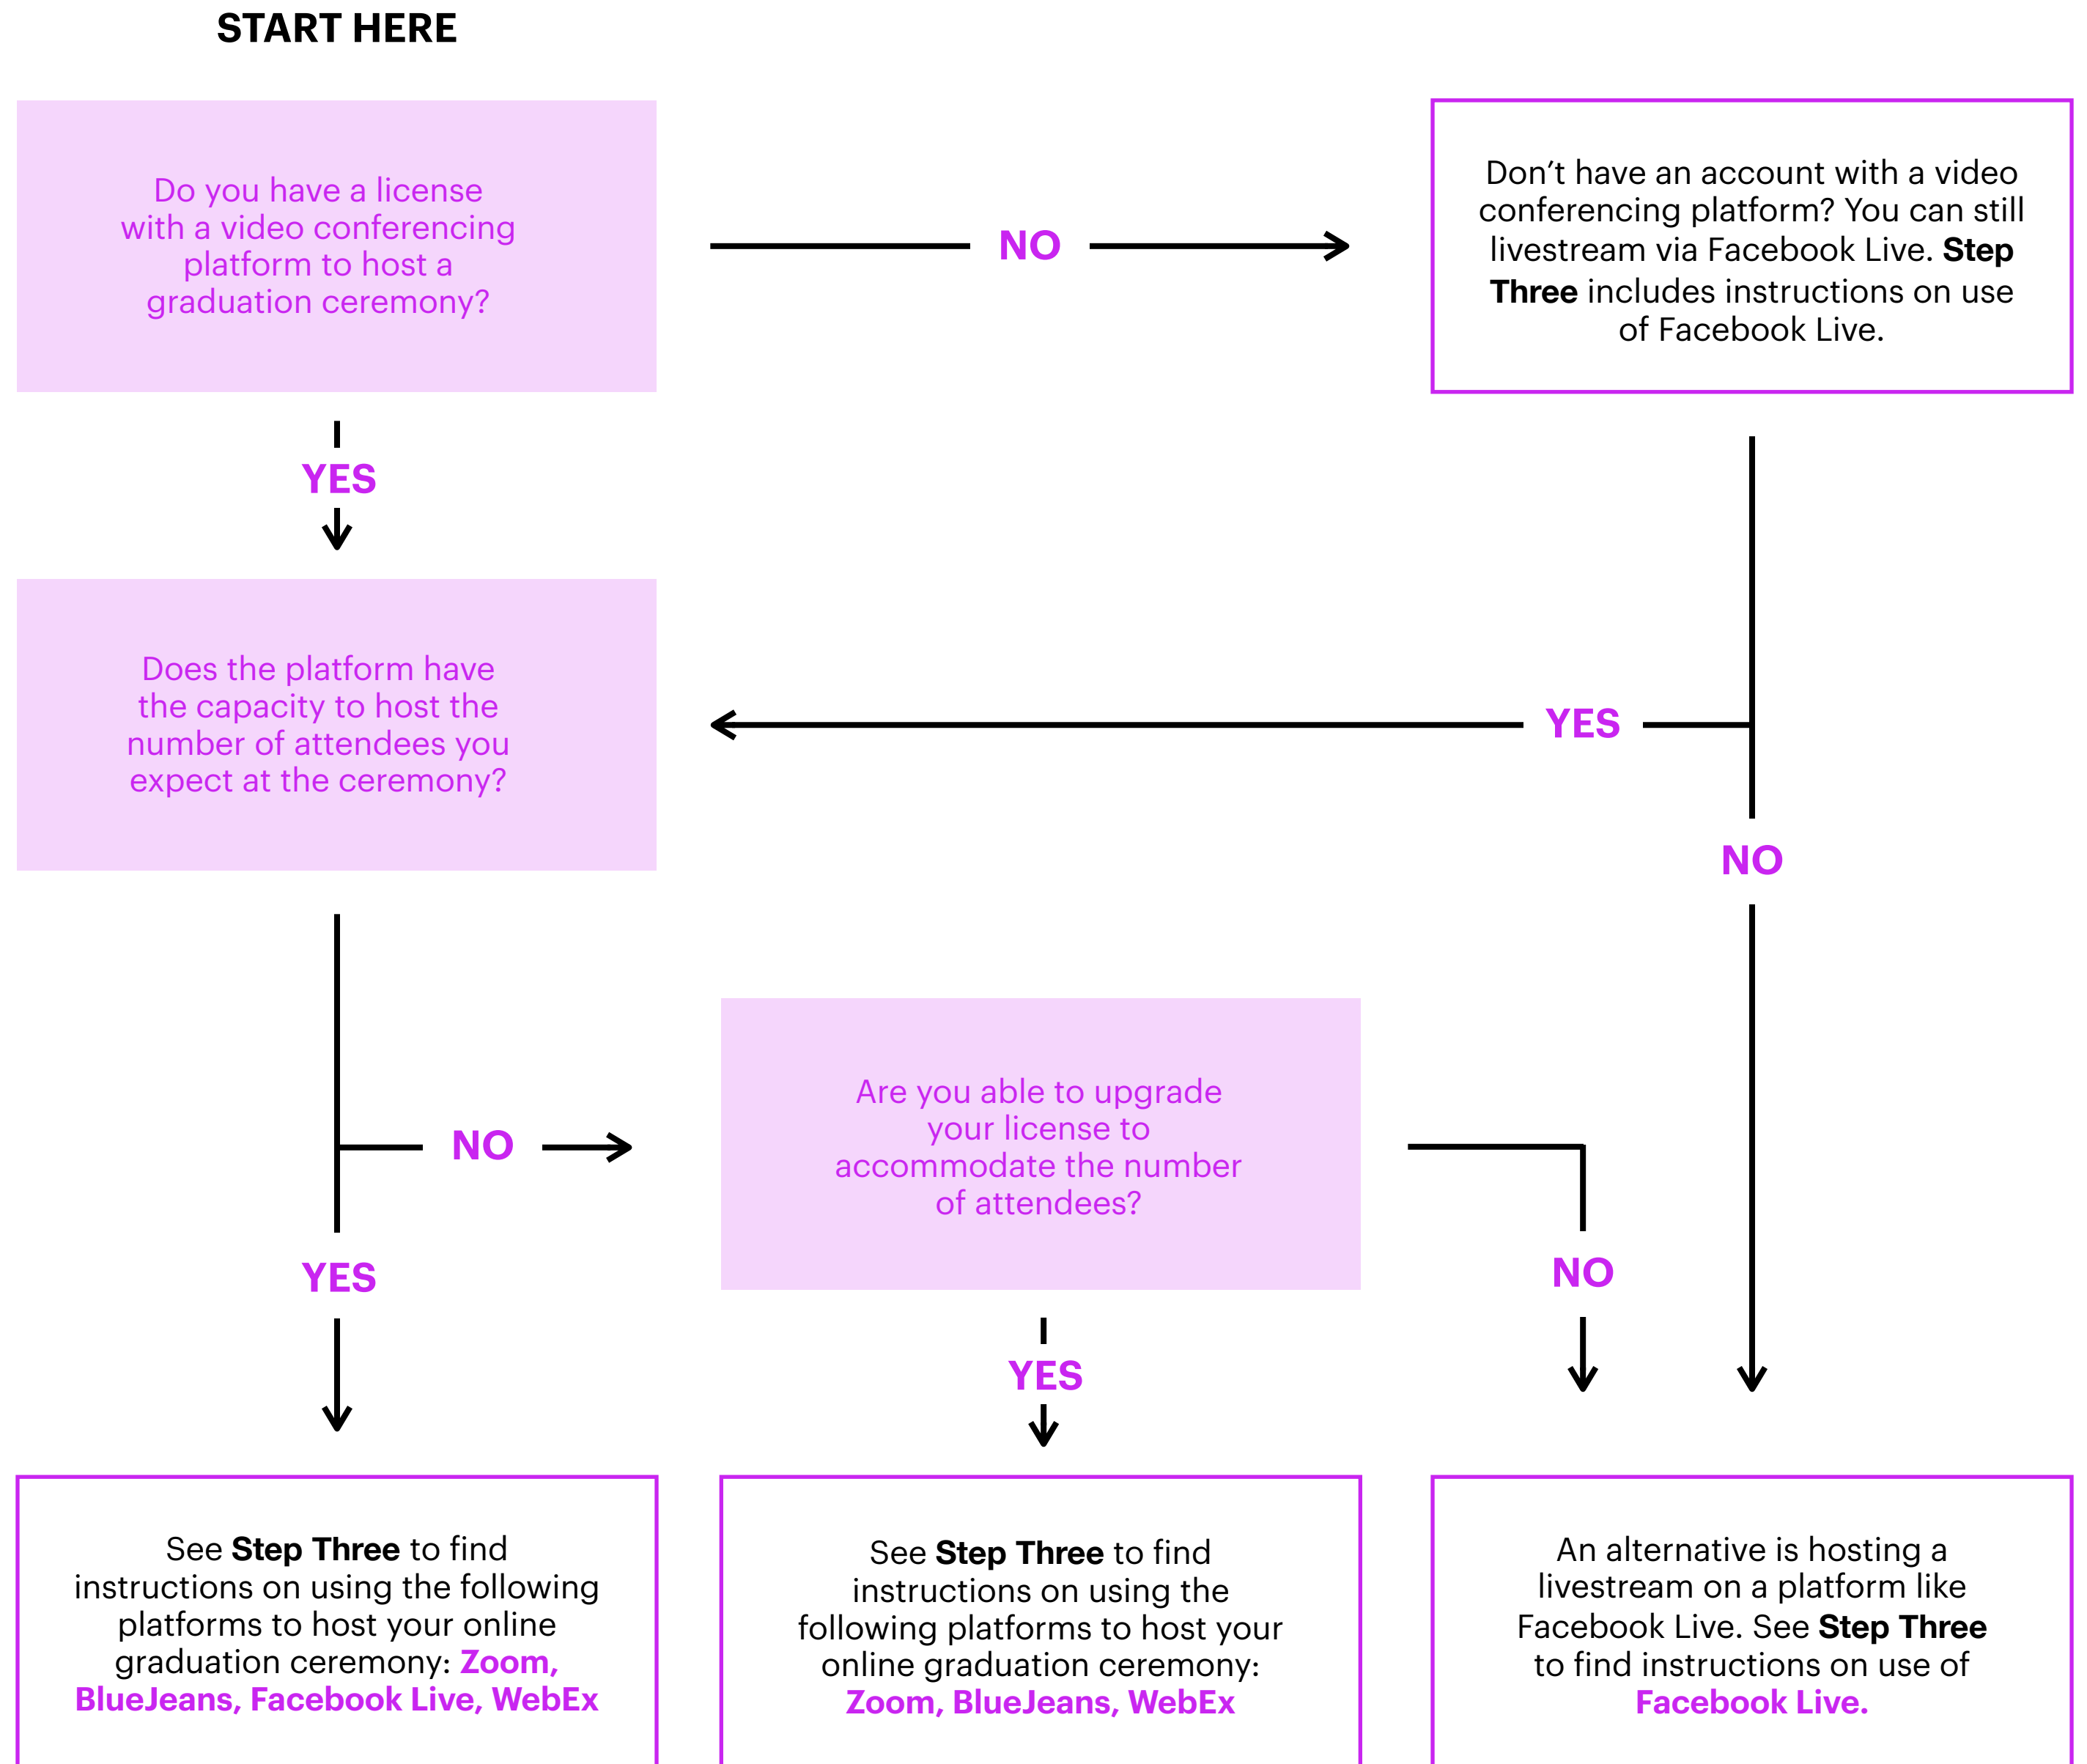 START HERE
Do you have a license
with a video conferencing
platform to host a
graduation ceremony?
NO
Don’t have an account with a video
conferencing platform? You can still
livestream via Facebook Live. Step
Three includes instructions on use
of Facebook Live.
YES
Does the platform have
the capacity to host the
number of attendees you
expect at the ceremony?
YES
NO
Are you able to upgrade
your license to
accommodate the number
of attendees?
NO
YES
NO
YES
See Step Three to find
instructions on using the following
platforms to host your online
graduation ceremony: Zoom,
BlueJeans, Facebook Live, WebEx
See Step Three to find
instructions on using the
following platforms to host your
online graduation ceremony:
Zoom, BlueJeans, WebEx
An alternative is hosting a
livestream on a platform like
Facebook Live. See Step Three
to find instructions on use of
Facebook Live.